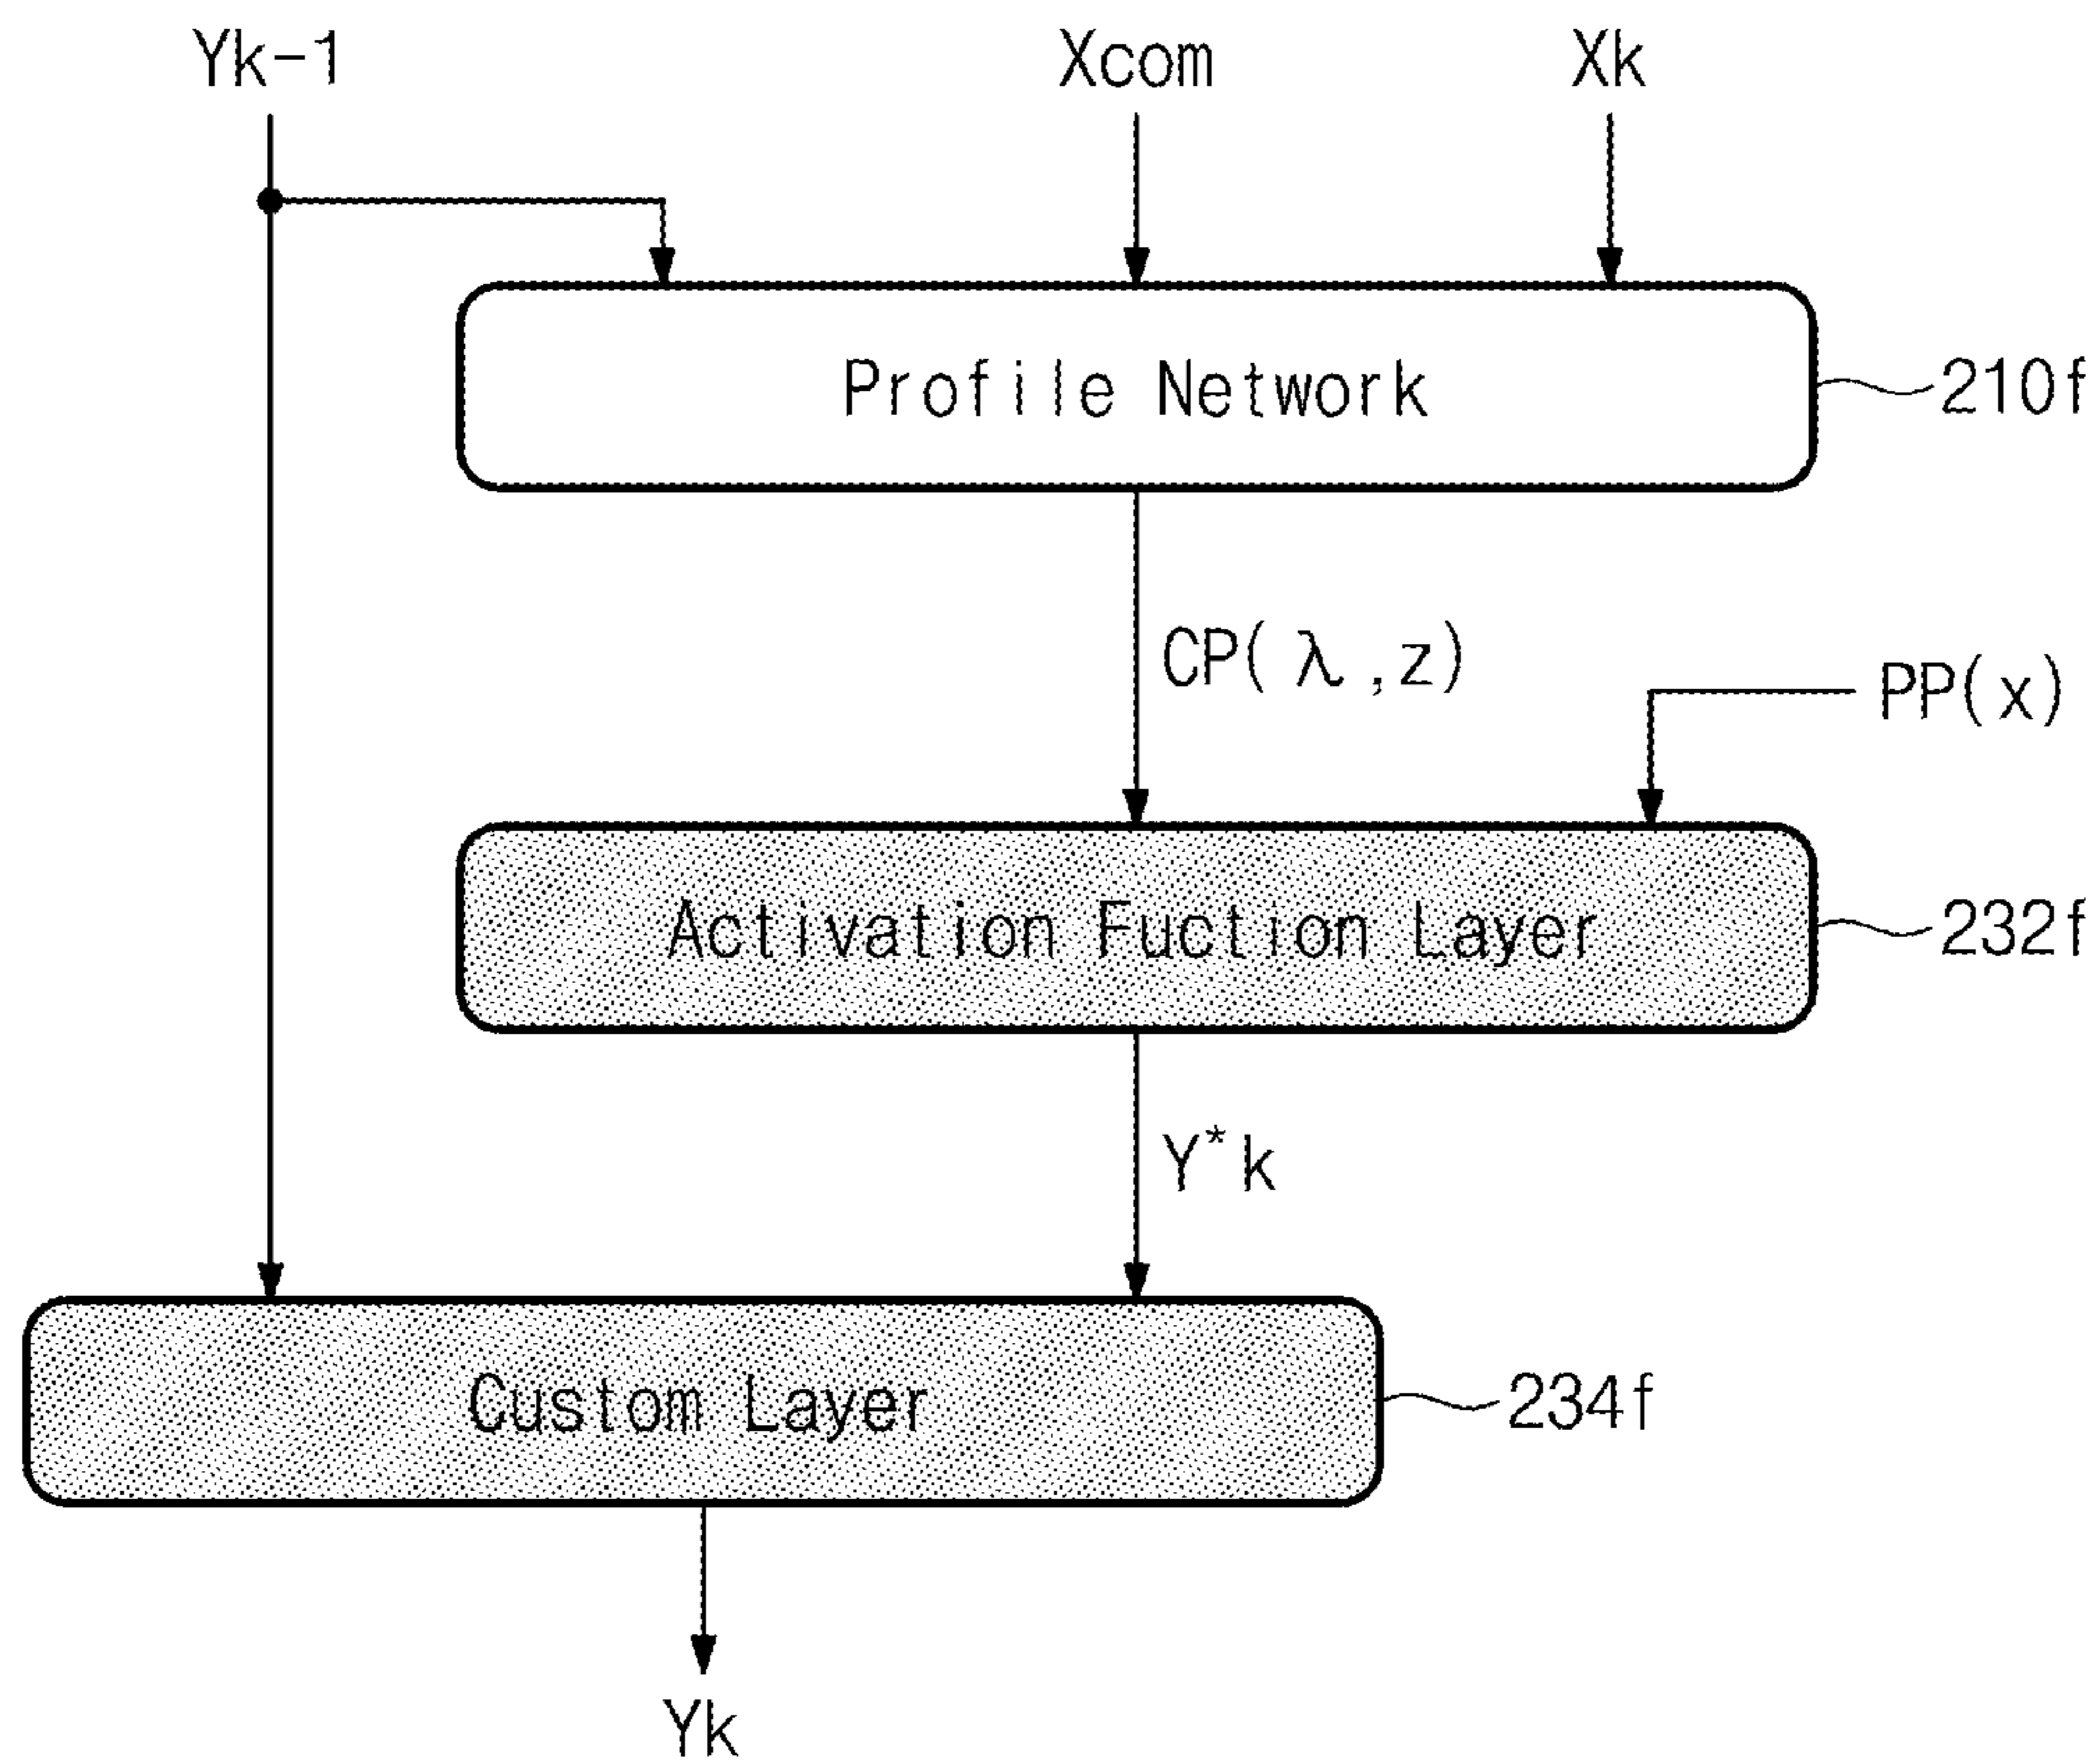 Yk-1 Xcom Xk
Profile Network 210f
CP(λ,z)
PP(x)
Activation Fuction Layer 232f
Y*k
Custom Layer 234f
Yk